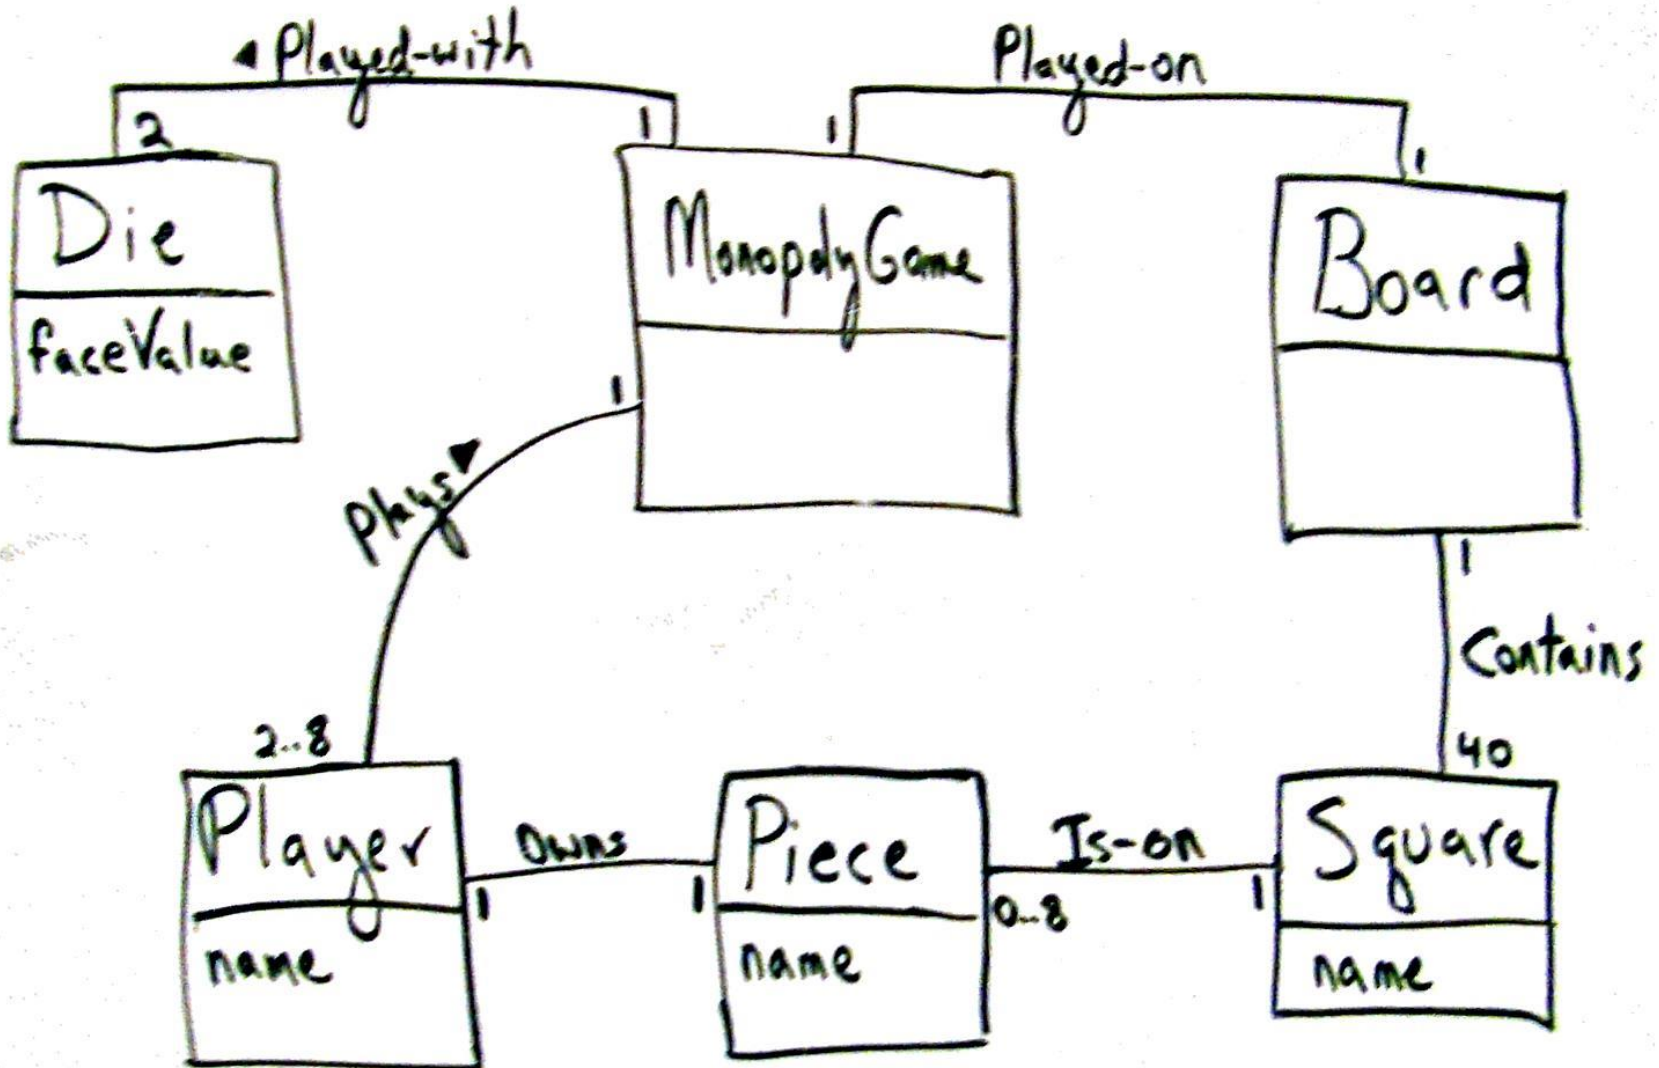 ◄ Played-with
Played-on
2
1
1
1
Die
faceValue
MonopolyGame
Board
1
Plays ►
1
Contains
2..8
40
Player
name
Owns
1
1
Piece
name
Is-on
0..8
1
Square
name